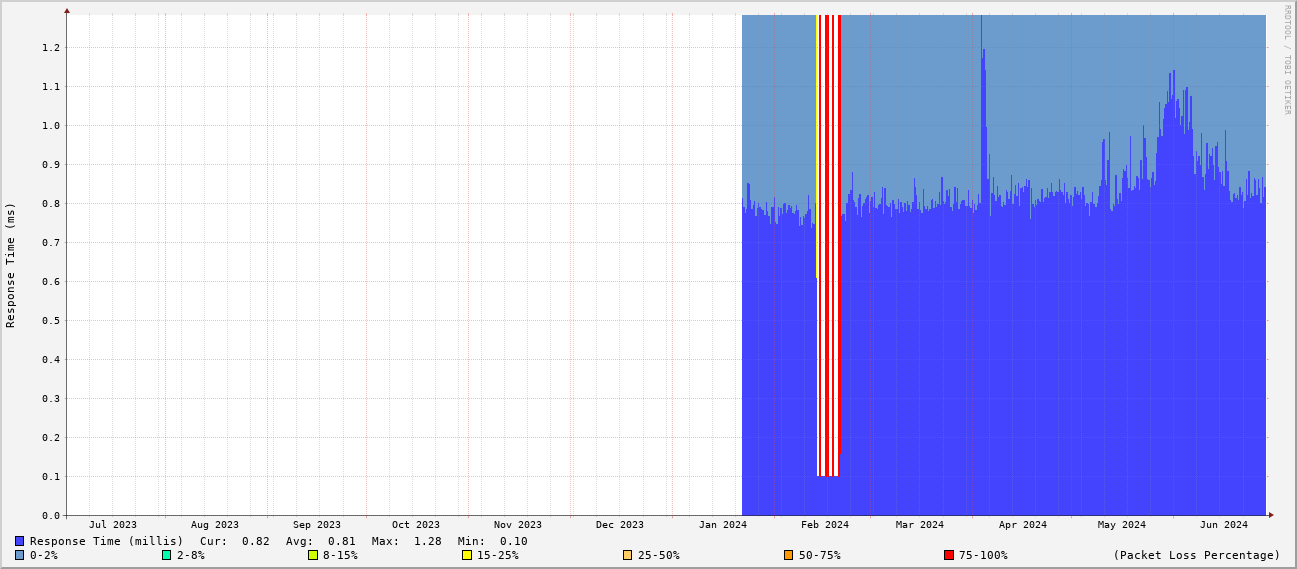 RRDTOOL / TOBI OETIKER
Response Time (ms)
1.2
1.1
1.0
0.9
0.8
0.7
0.6
0.5
0.4
0.3
0.2
0.1
0.0
Jul 2023 Aug 2023 Sep 2023 Oct 2023 Nov 2023 Dec 2023 Jan 2024 Feb 2024 Mar 2024 Apr 2024 May 2024 Jun 2024
Response Time (millis) Cur: 0.82 Avg: 0.81 Max: 1.28 Min: 0.10
0-2% 2-8% 8-15% 15-25% 25-50% 50-75% 75-100% (Packet Loss Percentage)